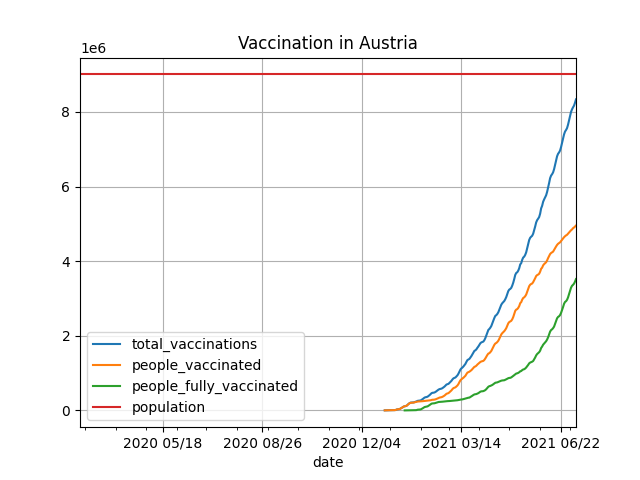 Vaccination in Austria
1e6
8
6
4
2
0
total_vaccinations
people_vaccinated
people_fully_vaccinated
population
2020 05/18 2020 08/26 2020 12/04 2021 03/14 2021 06/22
date